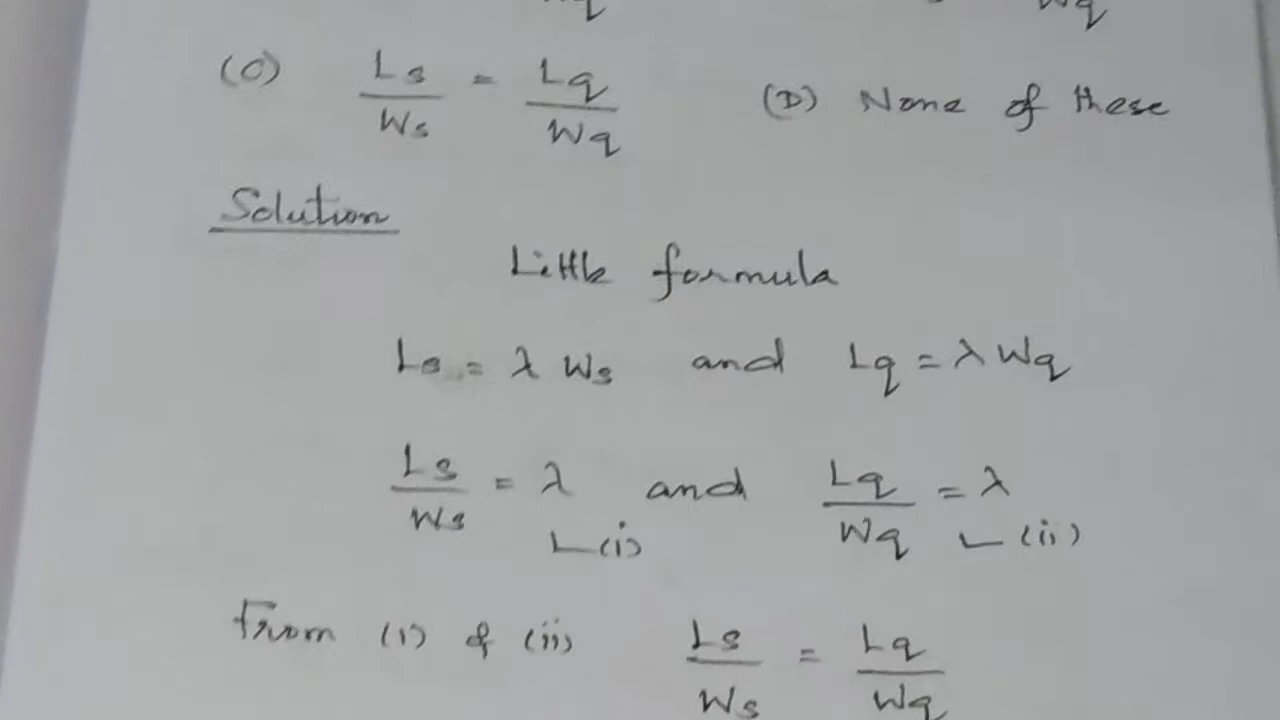 (C) Ls/Ws = Lq/Wq (D) None of these
Solution
Little formula
Ls = λ Ws and Lq = λ Wq
Ls/Ws = λ and Lq/Wq = λ
(i) (ii)
From (i) & (ii) Ls/Ws = Lq/Wq